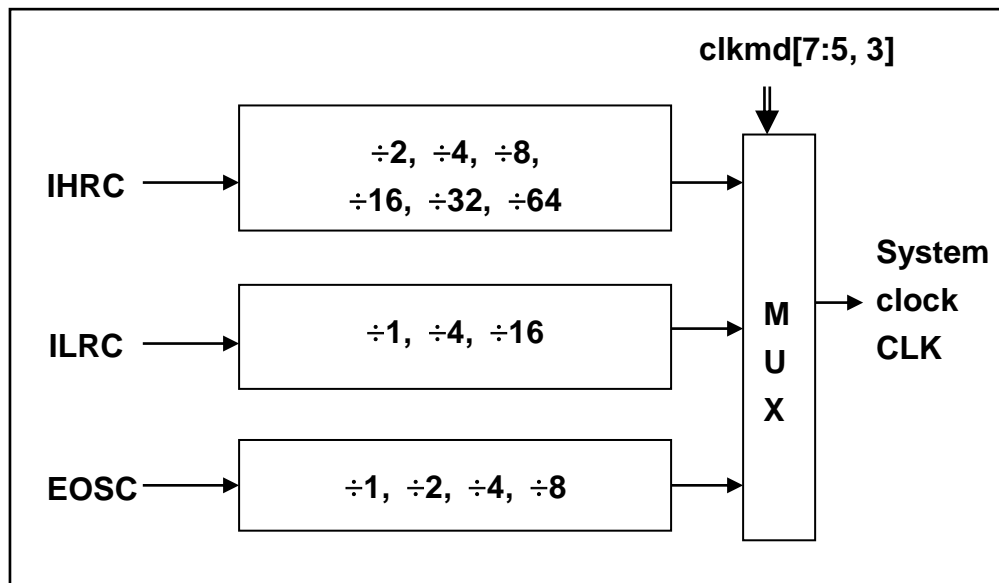 clkmd[7:5, 3]
IHRC
÷2, ÷4, ÷8,
÷16, ÷32, ÷64
ILRC
÷1, ÷4, ÷16
EOSC
÷1, ÷2, ÷4, ÷8
M
U
X
System
clock
CLK